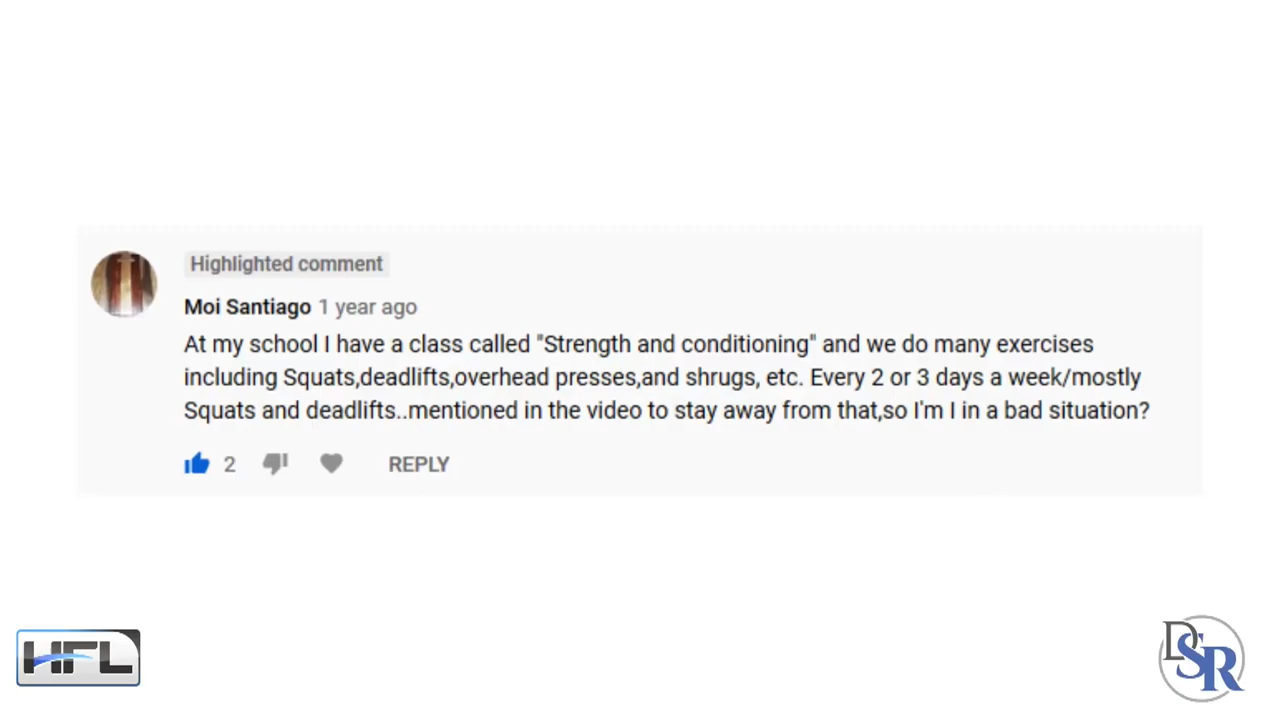 Highlighted comment
Moi Santiago 1 year ago
At my school I have a class called "Strength and conditioning" and we do many exercises
including Squats,deadlifts,overhead presses,and shrugs, etc. Every 2 or 3 days a week/mostly
Squats and deadlifts..mentioned in the video to stay away from that,so I'm I in a bad situation?
2 REPLY
HFL
DSR